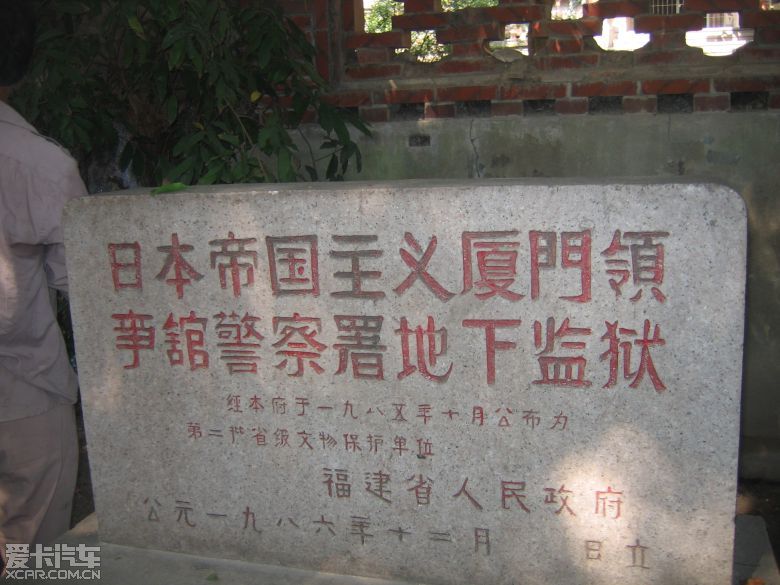 日本帝国主义厦門領
事舘警察署地下监狱
经本府于一九八五年十月公布为
第二批省级文物保护单位
福建省人民政府
公元一九八六年十二月 日立
爱卡汽车
XCAR.COM.CN